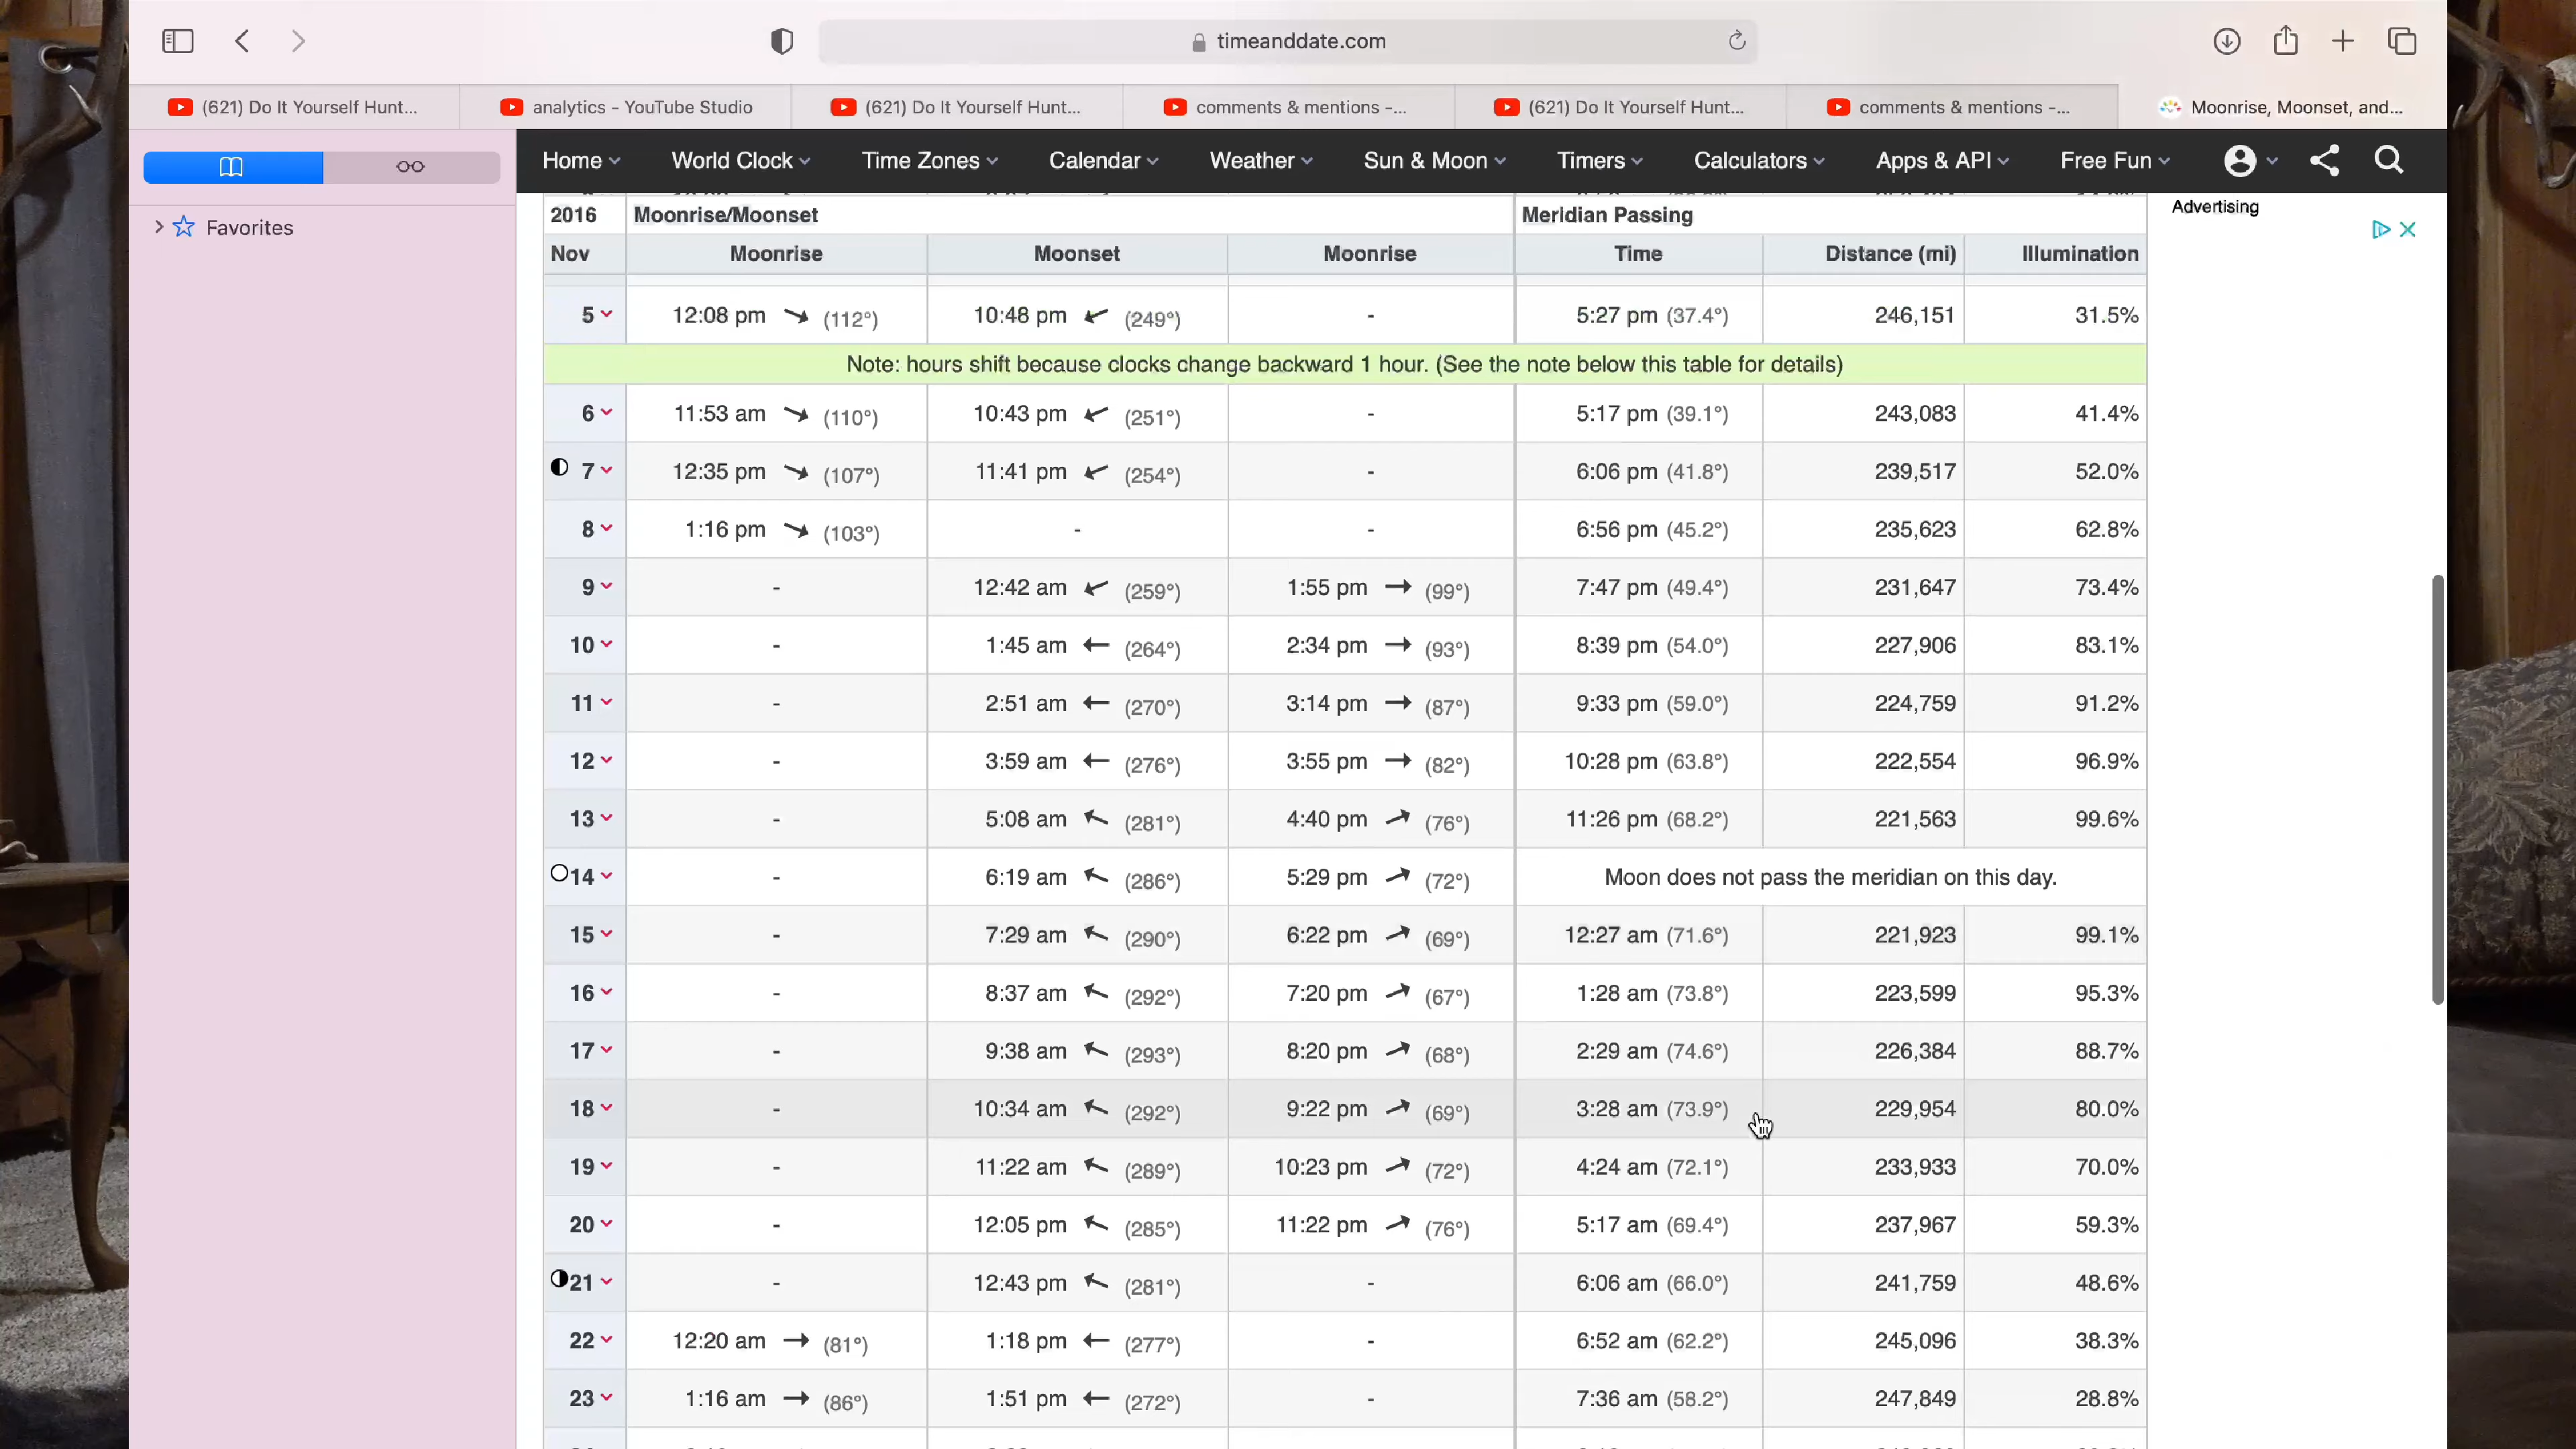 timeanddate.com
(621) Do It Yourself Hunt...
analytics - YouTube Studio
(621) Do It Yourself Hunt...
comments & mentions -...
(621) Do It Yourself Hunt...
comments & mentions -...
Moonrise, Moonset, and...
Favorites
Home World Clock Time Zones Calendar Weather Sun & Moon Timers Calculators Apps & API Free Fun
Advertising
2016 Moonrise/Moonset Meridian Passing
Nov Moonrise Moonset Moonrise Time Distance (mi) Illumination
5 12:08 pm (112°) 10:48 pm (249°) - 5:27 pm (37.4°) 246,151 31.5%
Note: hours shift because clocks change backward 1 hour. (See the note below this table for details)
6 11:53 am (110°) 10:43 pm (251°) - 5:17 pm (39.1°) 243,083 41.4%
7 12:35 pm (107°) 11:41 pm (254°) - 6:06 pm (41.8°) 239,517 52.0%
8 1:16 pm (103°) - - 6:56 pm (45.2°) 235,623 62.8%
9 - 12:42 am (259°) 1:55 pm (99°) 7:47 pm (49.4°) 231,647 73.4%
10 - 1:45 am (264°) 2:34 pm (93°) 8:39 pm (54.0°) 227,906 83.1%
11 - 2:51 am (270°) 3:14 pm (87°) 9:33 pm (59.0°) 224,759 91.2%
12 - 3:59 am (276°) 3:55 pm (82°) 10:28 pm (63.8°) 222,554 96.9%
13 - 5:08 am (281°) 4:40 pm (76°) 11:26 pm (68.2°) 221,563 99.6%
14 - 6:19 am (286°) 5:29 pm (72°) Moon does not pass the meridian on this day.
15 - 7:29 am (290°) 6:22 pm (69°) 12:27 am (71.6°) 221,923 99.1%
16 - 8:37 am (292°) 7:20 pm (67°) 1:28 am (73.8°) 223,599 95.3%
17 - 9:38 am (293°) 8:20 pm (68°) 2:29 am (74.6°) 226,384 88.7%
18 - 10:34 am (292°) 9:22 pm (69°) 3:28 am (73.9°) 229,954 80.0%
19 - 11:22 am (289°) 10:23 pm (72°) 4:24 am (72.1°) 233,933 70.0%
20 - 12:05 pm (285°) 11:22 pm (76°) 5:17 am (69.4°) 237,967 59.3%
21 - 12:43 pm (281°) - 6:06 am (66.0°) 241,759 48.6%
22 12:20 am (81°) 1:18 pm (277°) - 6:52 am (62.2°) 245,096 38.3%
23 1:16 am (86°) 1:51 pm (272°) - 7:36 am (58.2°) 247,849 28.8%